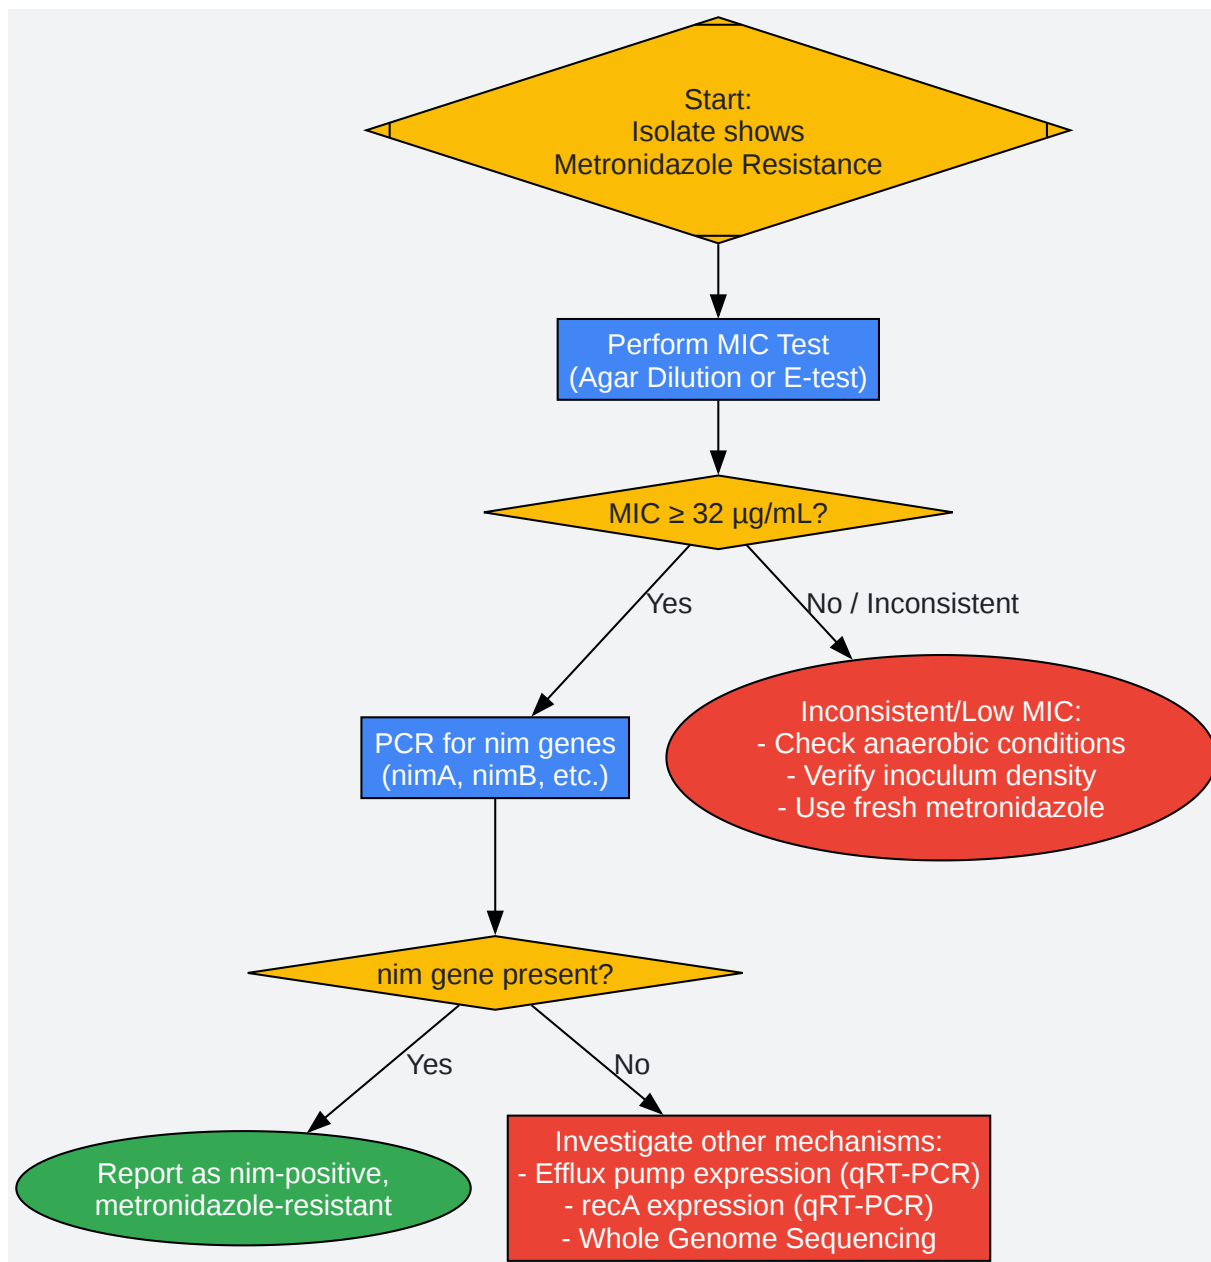 Start:
Isolate shows
Metronidazole Resistance
Perform MIC Test
(Agar Dilution or E-test)
MIC ≥ 32 µg/mL?
Yes
No / Inconsistent
Inconsistent/Low MIC:
- Check anaerobic conditions
- Verify inoculum density
- Use fresh metronidazole
PCR for nim genes
(nimA, nimB, etc.)
nim gene present?
Yes
No
Report as nim-positive,
metronidazole-resistant
Investigate other mechanisms:
- Efflux pump expression (qRT-PCR)
- recA expression (qRT-PCR)
- Whole Genome Sequencing